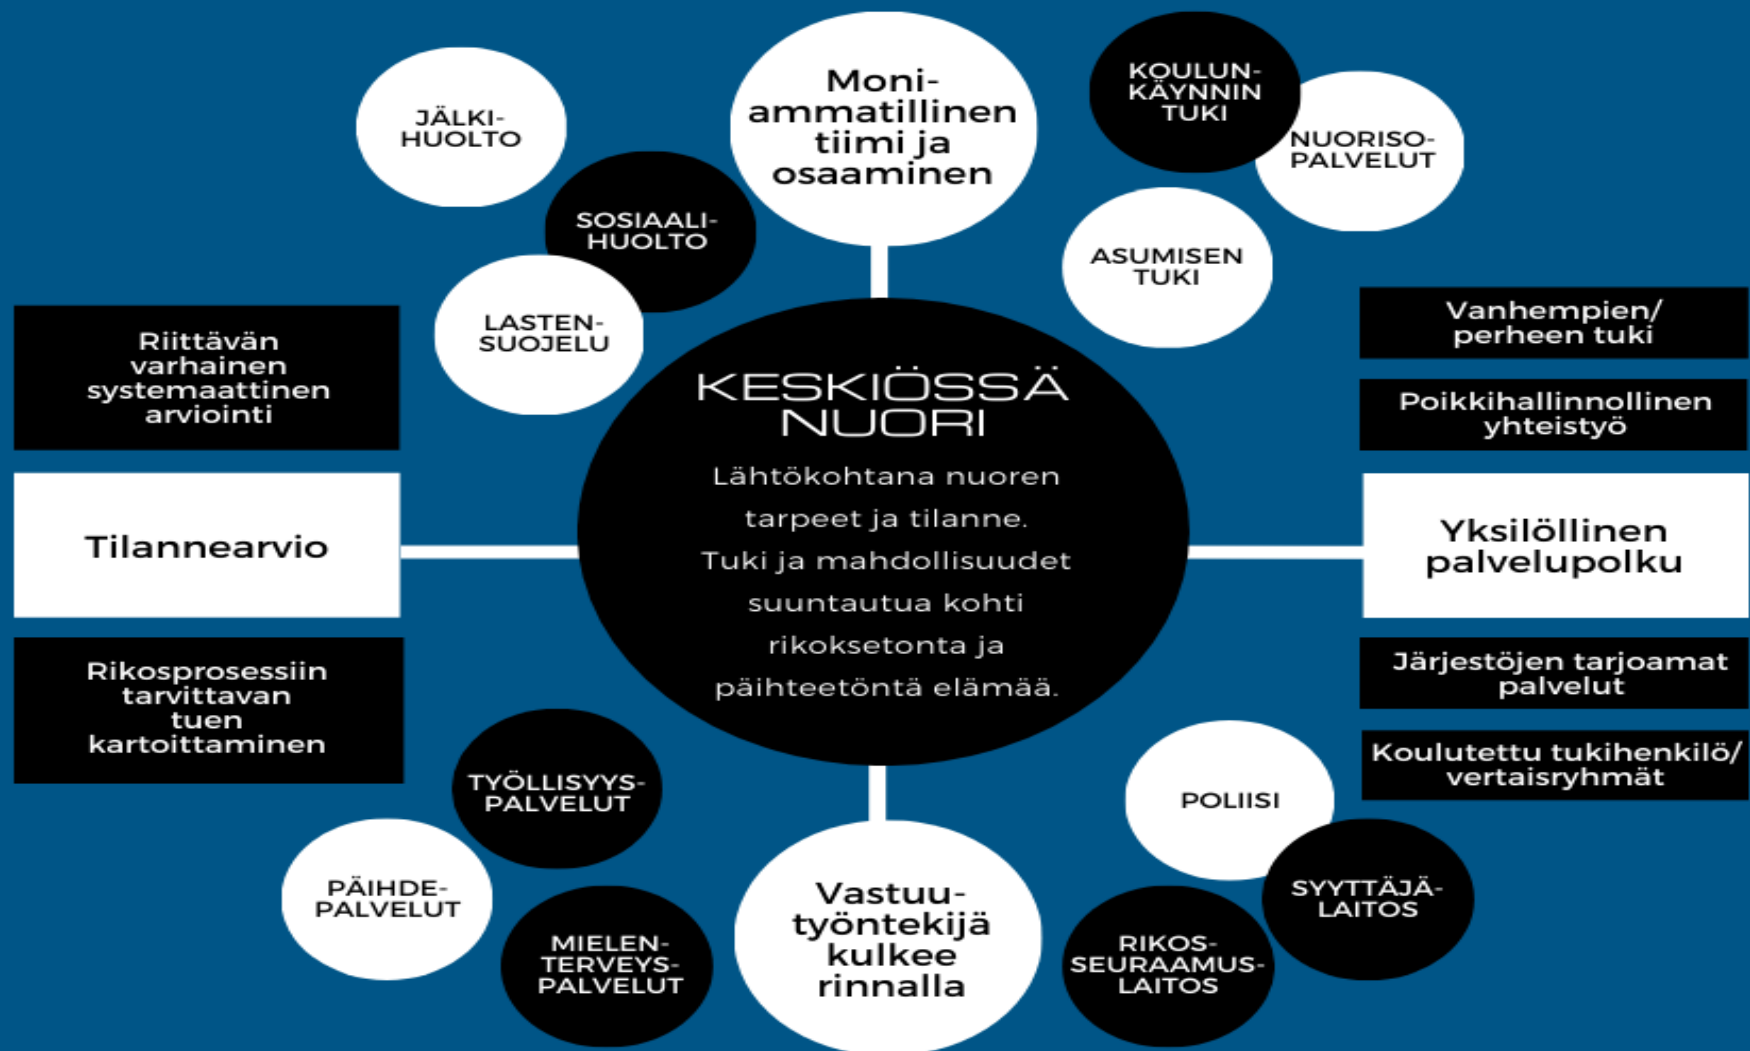 JÄLKI-
HUOLTO
SOSIAALI-
HUOLTO
LASTEN-
SUOJELU
Moni-
ammatillinen
tiimi ja
osaaminen
KOULUN-
KÄYNNIN
TUKI
NUORISO-
PALVELUT
ASUMISEN
TUKI
Riittävän
varhainen
systemaattinen
arviointi
Tilannearvio
Rikosprosessiin
tarvittavan
tuen
kartoittaminen
KESKIÖSSÄ
NUORI
Lähtökohtana nuoren
tarpeet ja tilanne.
Tuki ja mahdollisuudet
suuntautua kohti
rikoksetonta ja
päihteetöntä elämää.
Vanhempien/
perheen tuki
Poikkihallinnollinen
yhteistyö
Yksilöllinen
palvelupolku
Järjestöjen tarjoamat
palvelut
Koulutettu tukihenkilö/
vertaisryhmät
TYÖLLISYYS-
PALVELUT
PÄIHDE-
PALVELUT
MIELEN-
TERVEYS-
PALVELUT
Vastuu-
työntekijä
kulkee
rinnalla
POLIISI
SYYTTÄJÄ-
LAITOS
RIKOS-
SEURAAMUS-
LAITOS